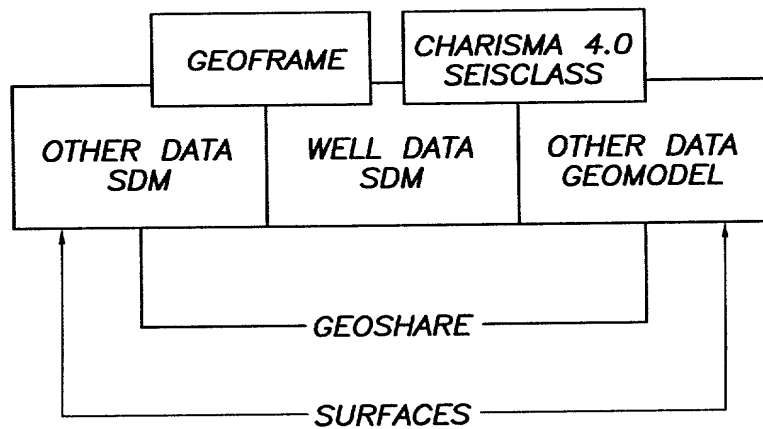 GEOFRAME
CHARISMA 4.0
SEISCLASS
OTHER DATA
SDM
WELL DATA
SDM
OTHER DATA
GEOMODEL
GEOSHARE
SURFACES